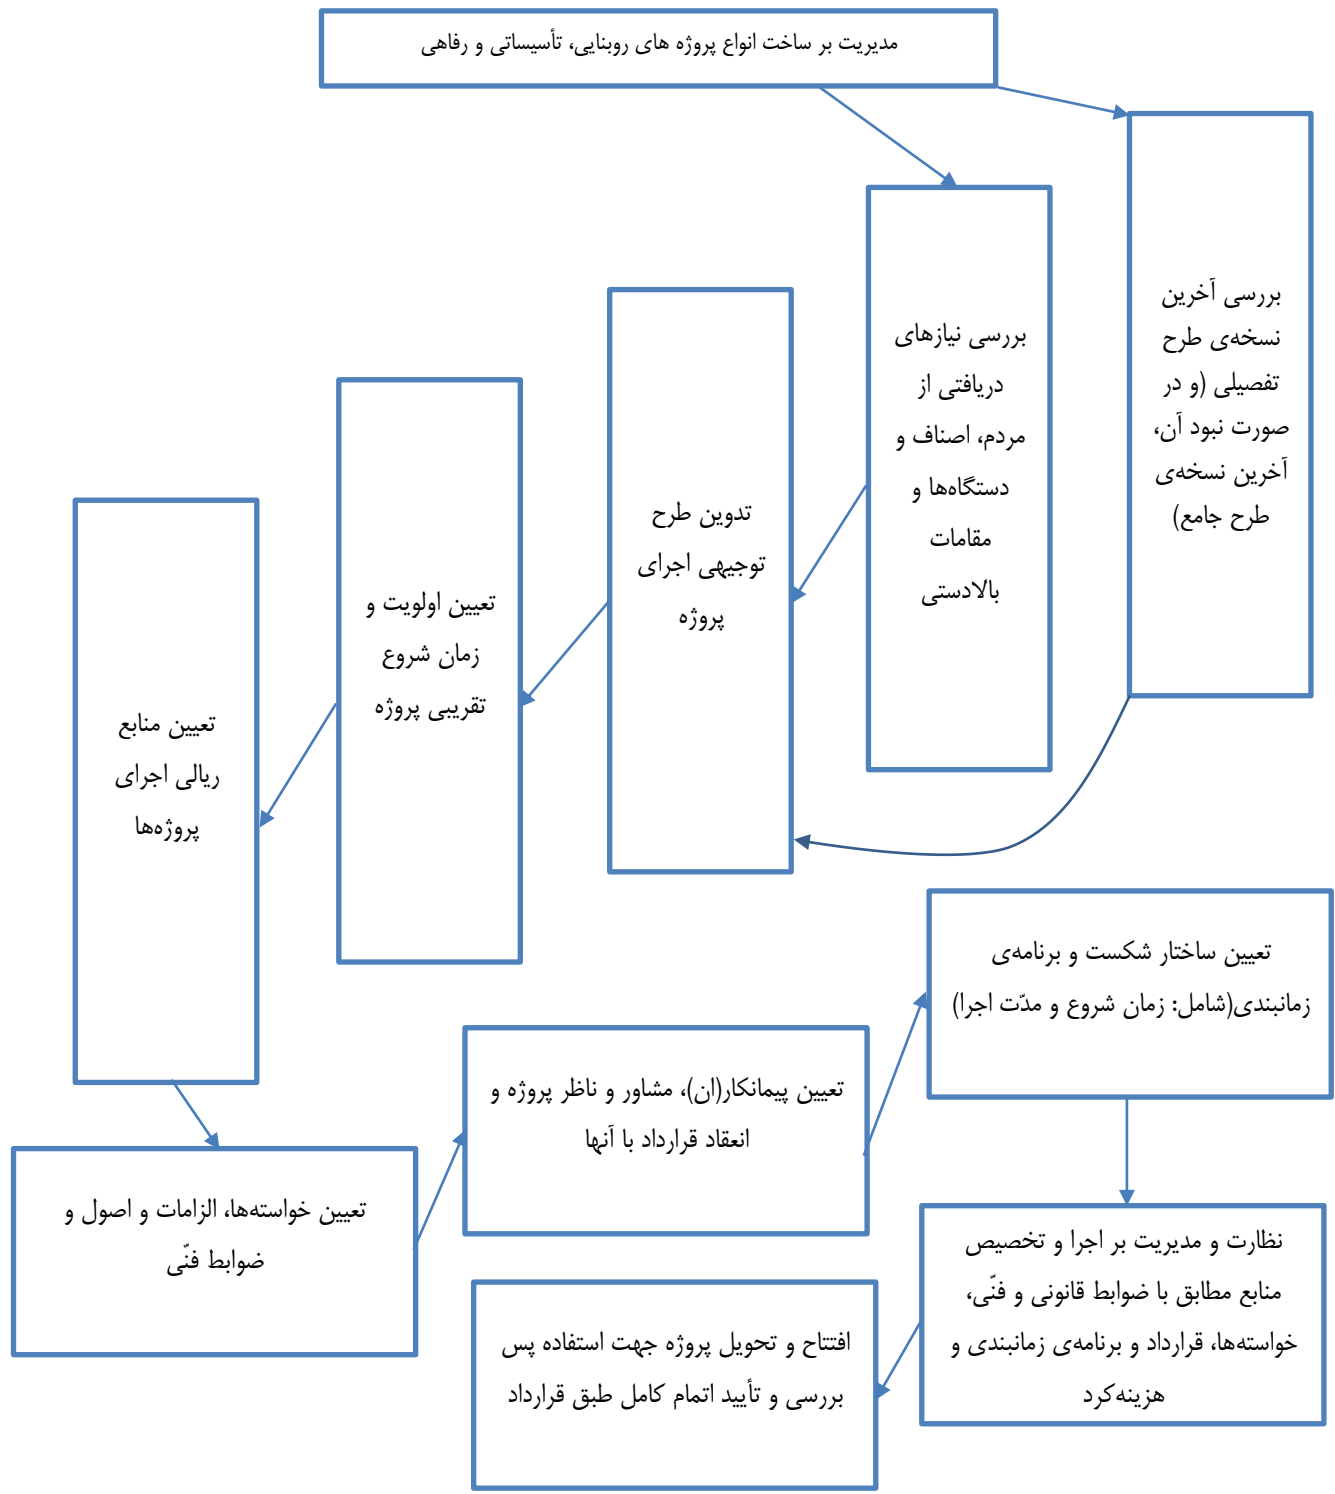 مدیریت بر ساخت انواع پروژه های روبنایی، تأسیساتی و رفاهی
بررسی آخرین
نسخه‌ی طرح
تفصیلی (و در
صورت نبود آن،
آخرین نسخه‌ی
طرح جامع)
بررسی نیازهای
دریافتی از
مردم، اصناف و
دستگاه‌ها و
مقامات
بالادستی
تدوین طرح
توجیهی اجرای
پروژه
تعیین اولویت و
زمان شروع
تقریبی پروژه
تعیین منابع
ریالی اجرای
پروژه‌ها
تعیین خواسته‌ها، الزامات و اصول و
ضوابط فنّی
تعیین پیمانکار(ان)، مشاور و ناظر پروژه و
انعقاد قرارداد با آنها
تعیین ساختار شکست و برنامه‌ی
زمانبندی(شامل: زمان شروع و مدّت اجرا)
نظارت و مدیریت بر اجرا و تخصیص
منابع مطابق با ضوابط قانونی و فنّی،
خواسته‌ها، قرارداد و برنامه‌ی زمانبندی و
هزینه‌کرد
افتتاح و تحویل پروژه جهت استفاده پس
بررسی و تأیید اتمام کامل طبق قرارداد